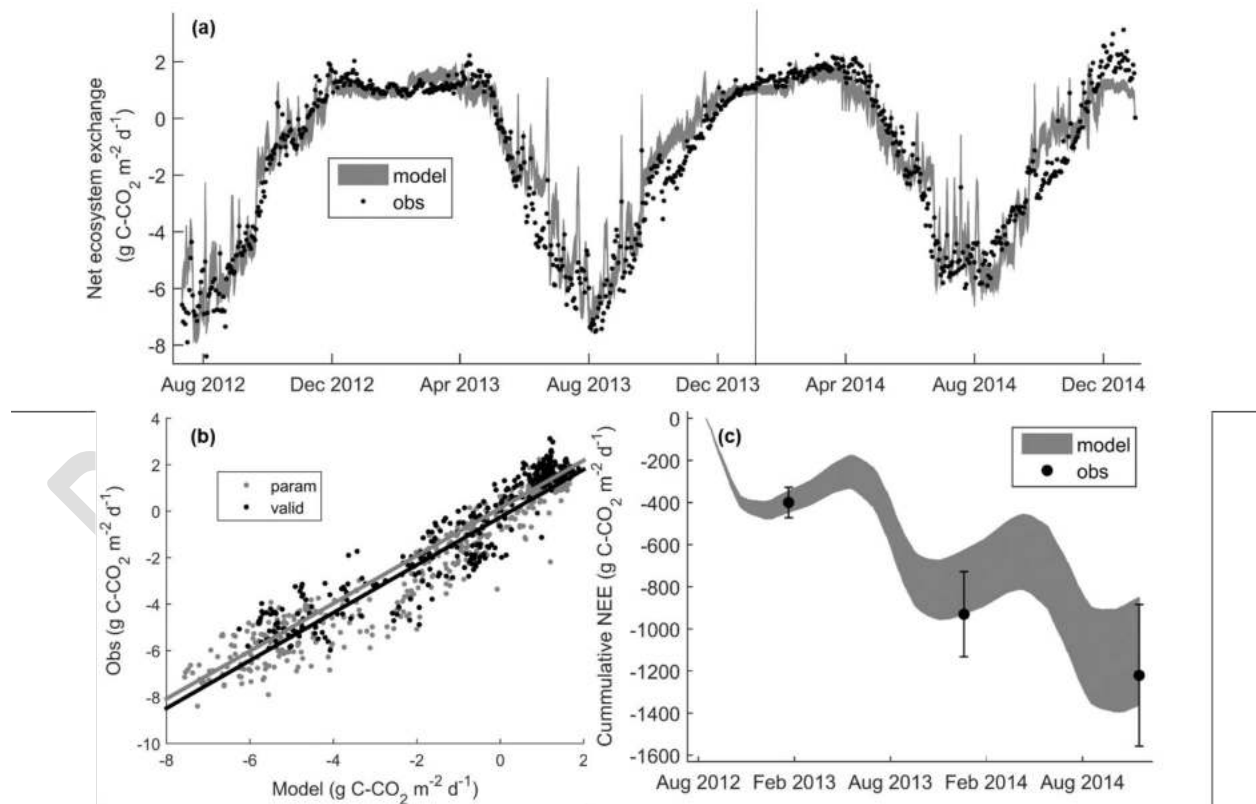 (a)
Net ecosystem exchange
(g C-CO₂ m⁻² d⁻¹)
2
0
-2
-4
-6
-8
model
obs
Aug 2012 Dec 2012 Apr 2013 Aug 2013 Dec 2013 Apr 2014 Aug 2014 Dec 2014
(b)
Obs (g C-CO₂ m⁻² d⁻¹)
4
2
0
-2
-4
-6
-8
-10
param
valid
-8 -6 -4 -2 0 2
Model (g C-CO₂ m⁻² d⁻¹)
(c)
Cummulative NEE (g C-CO₂ m⁻² d⁻¹)
0
-200
-400
-600
-800
-1000
-1200
-1400
-1600
model
obs
Aug 2012 Feb 2013 Aug 2013 Feb 2014 Aug 2014